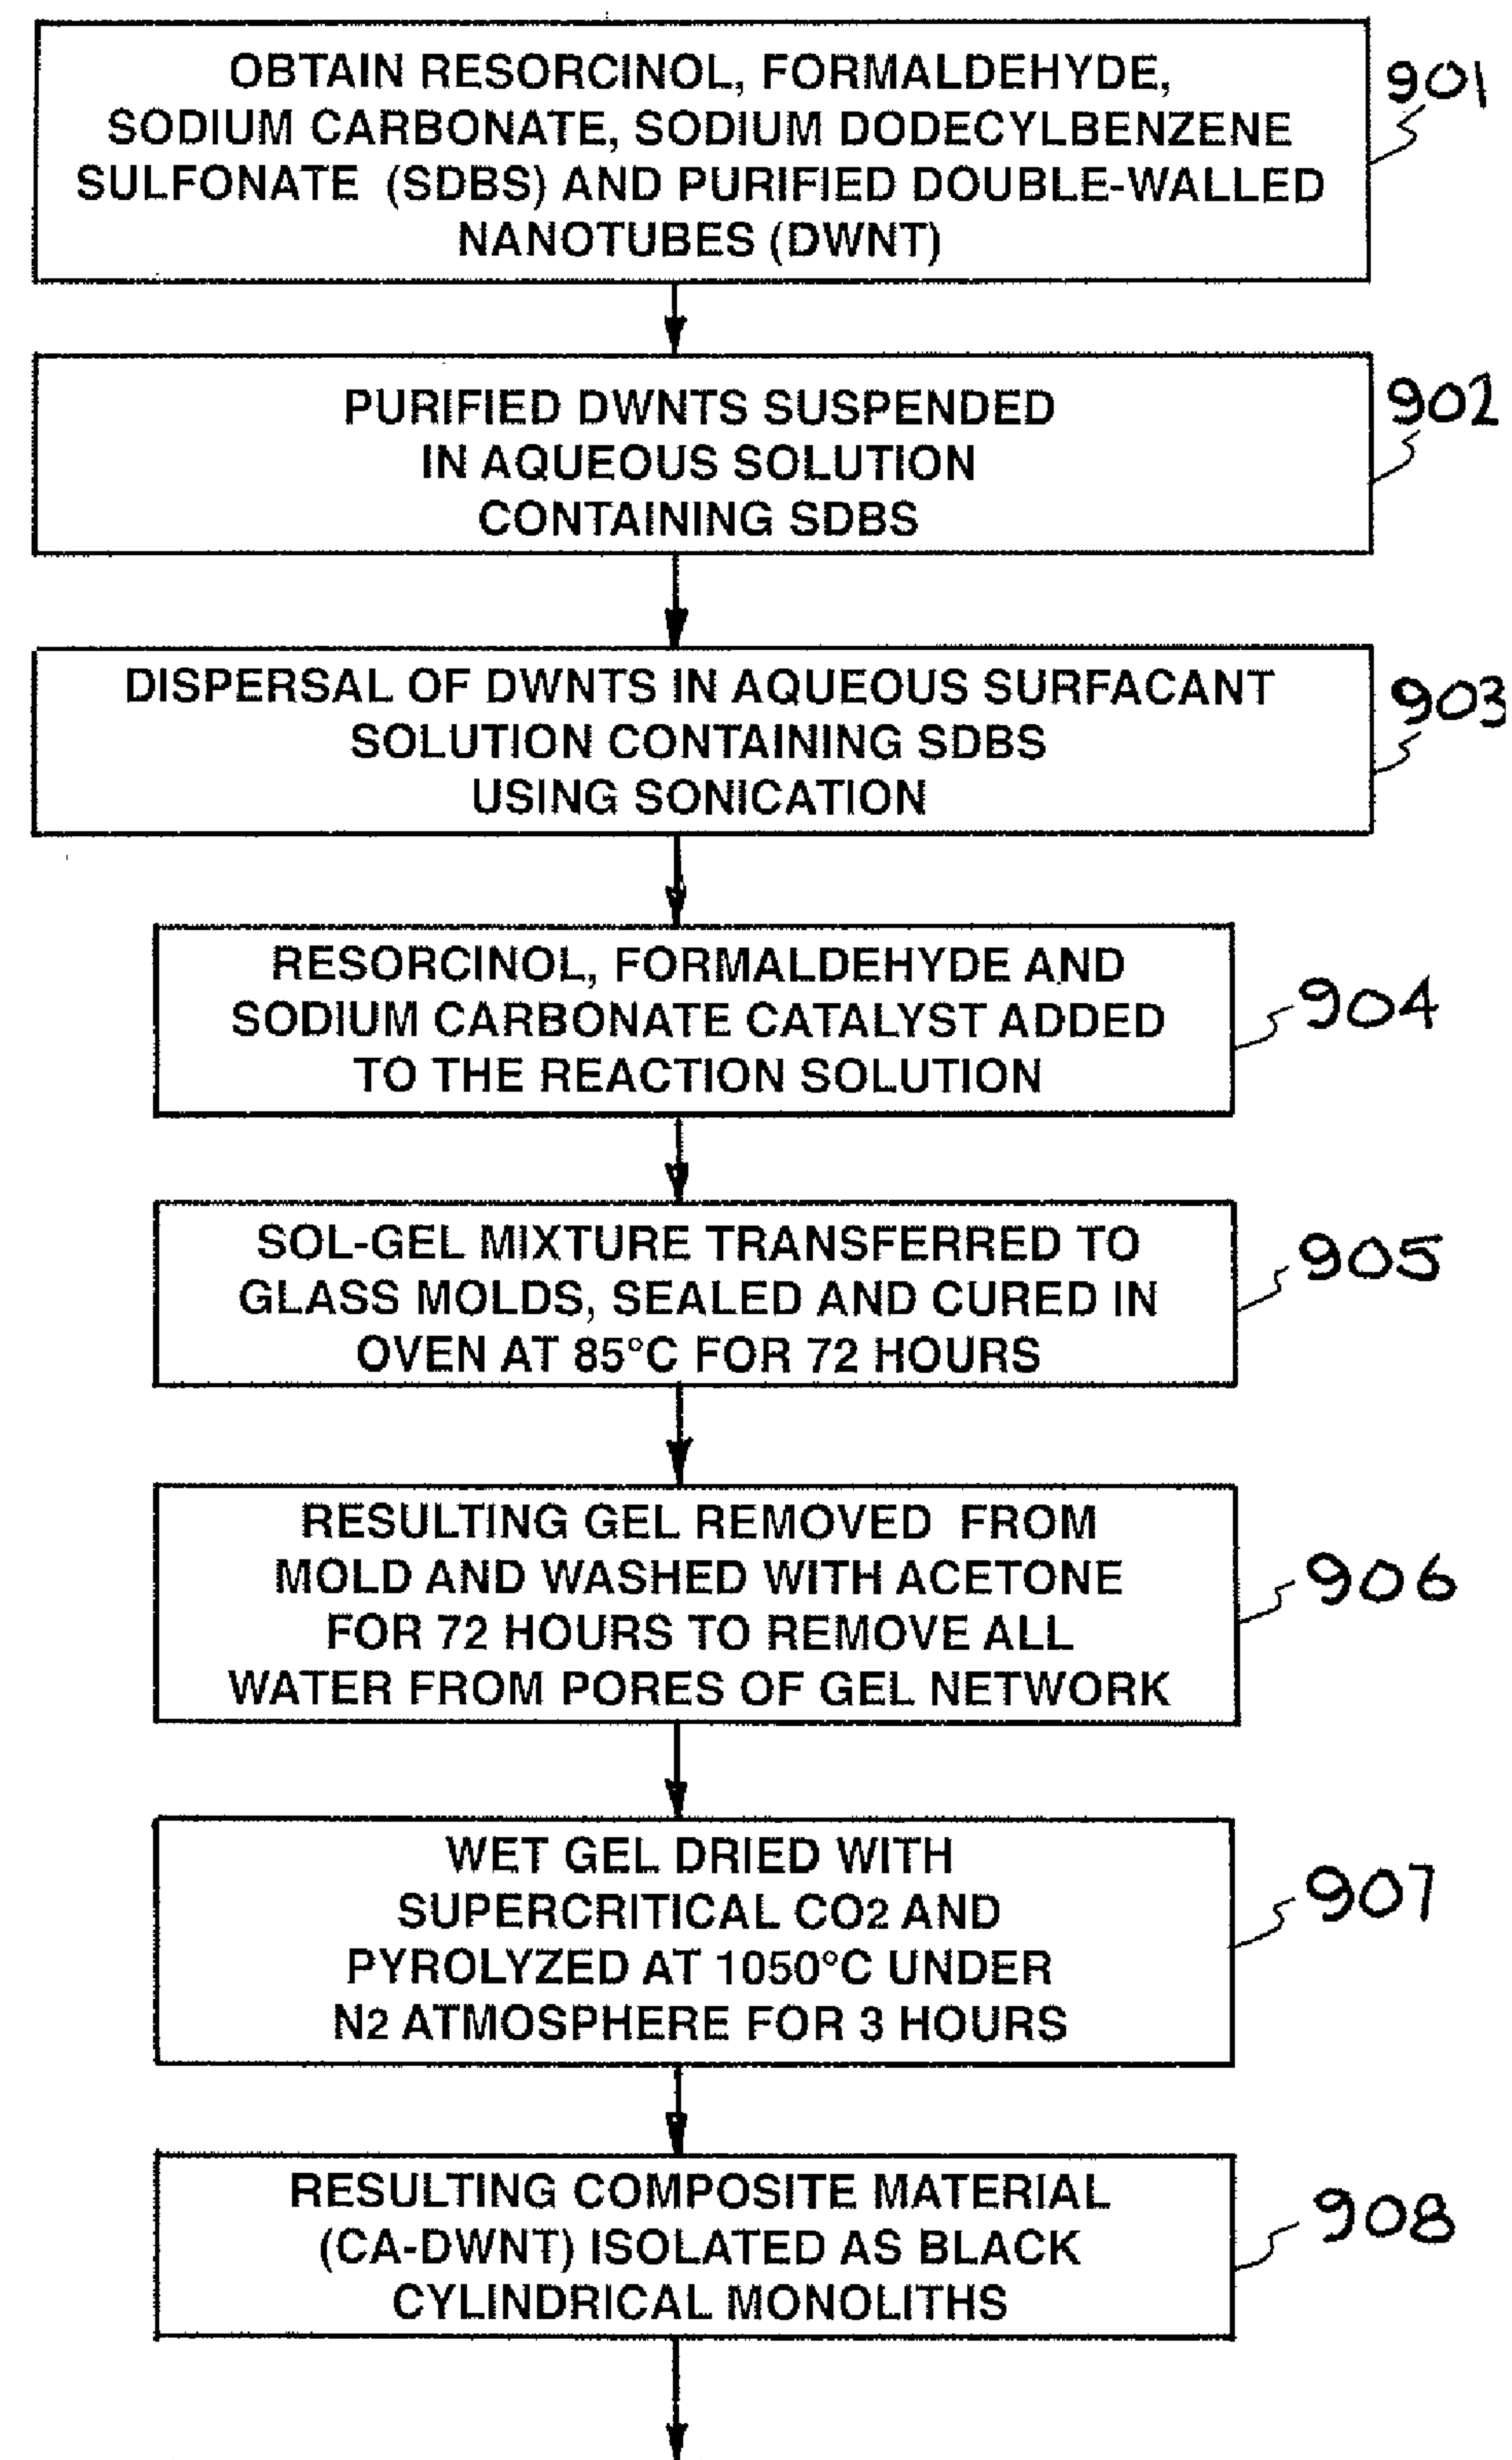 OBTAIN RESORCINOL, FORMALDEHYDE,
SODIUM CARBONATE, SODIUM DODECYLBENZENE
SULFONATE (SDBS) AND PURIFIED DOUBLE-WALLED
NANOTUBES (DWNT)
901
PURIFIED DWNTS SUSPENDED
IN AQUEOUS SOLUTION
CONTAINING SDBS
902
DISPERSAL OF DWNTS IN AQUEOUS SURFACANT
SOLUTION CONTAINING SDBS
USING SONICATION
903
RESORCINOL, FORMALDEHYDE AND
SODIUM CARBONATE CATALYST ADDED
TO THE REACTION SOLUTION
904
SOL-GEL MIXTURE TRANSFERRED TO
GLASS MOLDS, SEALED AND CURED IN
OVEN AT 85°C FOR 72 HOURS
905
RESULTING GEL REMOVED FROM
MOLD AND WASHED WITH ACETONE
FOR 72 HOURS TO REMOVE ALL
WATER FROM PORES OF GEL NETWORK
906
WET GEL DRIED WITH
SUPERCRITICAL CO2 AND
PYROLYZED AT 1050°C UNDER
N2 ATMOSPHERE FOR 3 HOURS
907
RESULTING COMPOSITE MATERIAL
(CA-DWNT) ISOLATED AS BLACK
CYLINDRICAL MONOLITHS
908